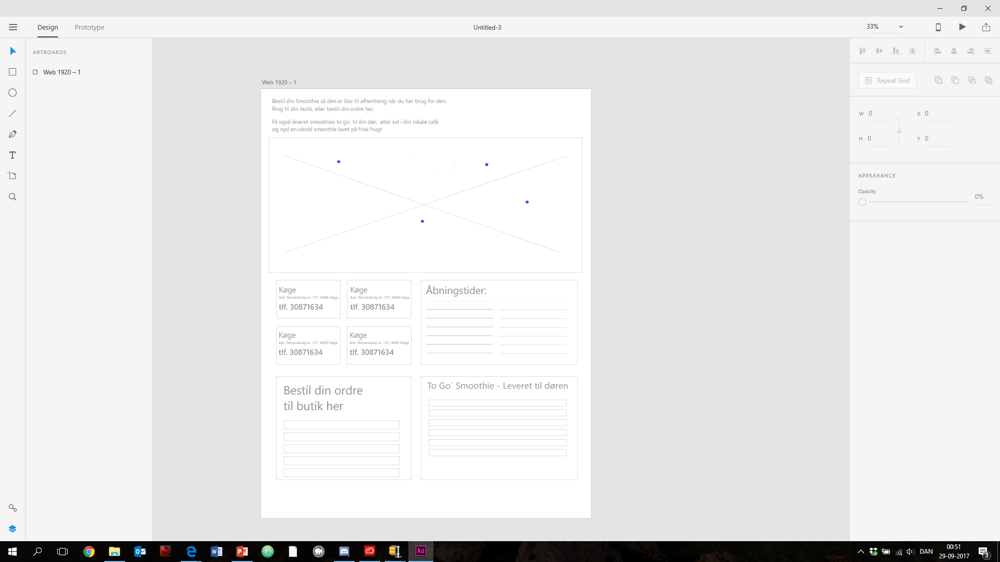 Design
Prototype
Untitled-3
33%
ARTBOARDS
Web 1920 – 1
Web 1920 – 1
Bestil din Smoothie så den er klar til afhentning når du har brug for den.
Ring til din butik, eller bestil din ordre her.
Få også leveret smoothies to go´ til din dør, eller sid i din lokale café
og nyd en iskold smoothie lavet på frisk frugt
Køge
Adr. firmandsvej nr. 127, 4600 Køge
tlf. 30871634
Køge
Adr. firmandsvej nr. 127, 4600 Køge
tlf. 30871634
Køge
Adr. firmandsvej nr. 127, 4600 Køge
tlf. 30871634
Køge
Adr. firmandsvej nr. 127, 4600 Køge
tlf. 30871634
Åbningstider:
Bestil din ordre
til butik her
To Go´ Smoothie - Leveret til døren
Repeat Grid
W 0
X 0
H 0
Y 0
APPEARANCE
Opacity
0%
Xd
DAN
00:51
29-09-2017
3